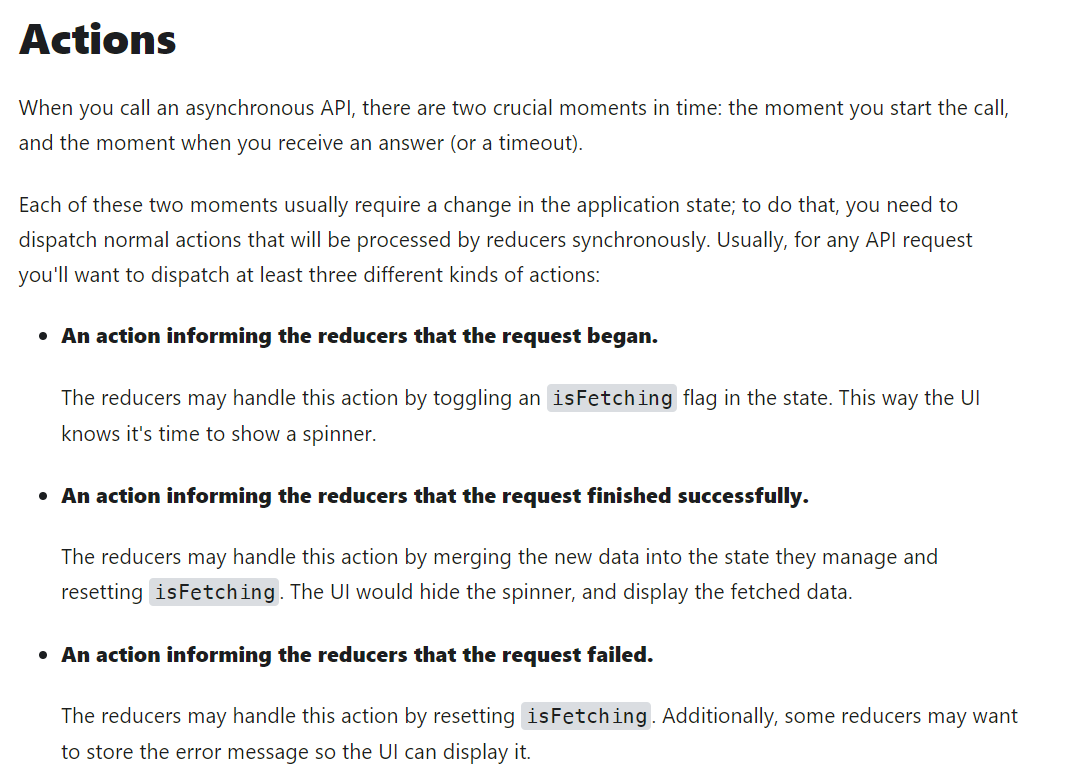 Actions
When you call an asynchronous API, there are two crucial moments in time: the moment you start the call,
and the moment when you receive an answer (or a timeout).
Each of these two moments usually require a change in the application state; to do that, you need to
dispatch normal actions that will be processed by reducers synchronously. Usually, for any API request
you'll want to dispatch at least three different kinds of actions:
• An action informing the reducers that the request began.
The reducers may handle this action by toggling an isFetching flag in the state. This way the UI
knows it's time to show a spinner.
• An action informing the reducers that the request finished successfully.
The reducers may handle this action by merging the new data into the state they manage and
resetting isFetching. The UI would hide the spinner, and display the fetched data.
• An action informing the reducers that the request failed.
The reducers may handle this action by resetting isFetching. Additionally, some reducers may want
to store the error message so the UI can display it.